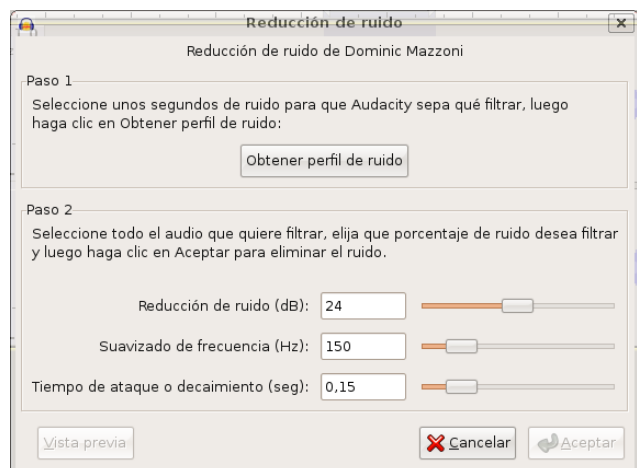 Reducción de ruido
Reducción de ruido de Dominic Mazzoni
Paso 1
Seleccione unos segundos de ruido para que Audacity sepa qué filtrar, luego
haga clic en Obtener perfil de ruido:
Obtener perfil de ruido
Paso 2
Seleccione todo el audio que quiere filtrar, elija que porcentaje de ruido desea filtrar
y luego haga clic en Aceptar para eliminar el ruido.
Reducción de ruido (dB): 24
Suavizado de frecuencia (Hz): 150
Tiempo de ataque o decaimiento (seg): 0,15
Vista previa Cancelar Aceptar